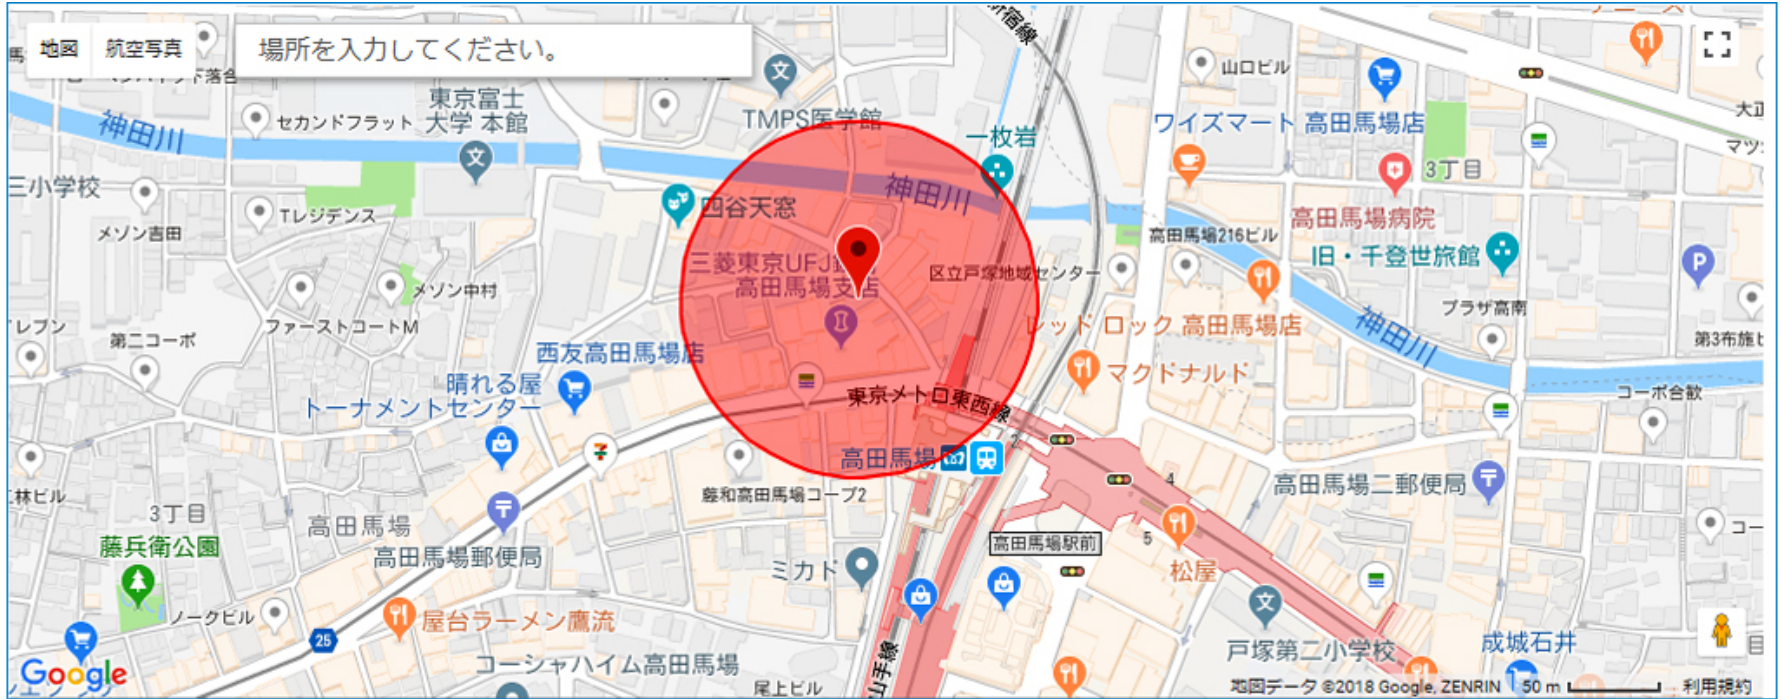 地図
航空写真
場所を入力してください。
新宿線
東京富士
大学 本館
セカンドフラット
神田川
TMPS医学館
一枚岩
山口ビル
ワイズマート 高田馬場店
3丁目
高田馬場病院
三小学校
Tレジデンス
メゾン吉田
四谷天窓
神田川
高田馬場216ビル
旧・千登世旅館
三菱東京UFJ銀行
高田馬場支店
区立戸塚地域センター
メゾン中村
ファーストコートM
第二コーポ
レッド ロック 高田馬場店
神田川
プラザ高南
西友高田馬場店
晴れる屋
トーナメントセンター
東京メトロ東西線
マクドナルド
コーポ合歓
高田馬場
2
藤和高田馬場コープ2
4
高田馬場二郵便局
3丁目
高田馬場
藤兵衛公園
高田馬場郵便局
高田馬場駅前
5
ミカド
松屋
ノークビル
屋台ラーメン鷹流
25
コーシャハイム高田馬場
山手線
尾上ビル
戸塚第二小学校
成城石井
Google
地図データ ©2018 Google, ZENRIN
50 m
利用規約